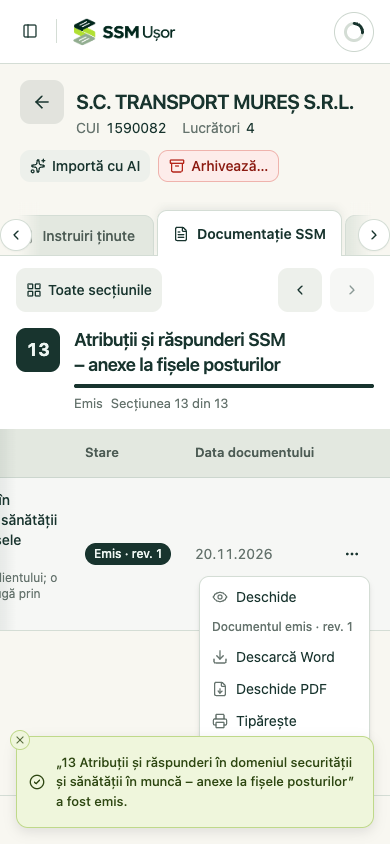 SSM Ușor
S.C. TRANSPORT MUREȘ S.R.L.
CUI 1590082 Lucrători 4
Importă cu AI
Arhivează...
Instruiri ținute
Documentație SSM
Toate secțiunile
13
Atribuții și răspunderi SSM
– anexe la fișele posturilor
Emis Secțiunea 13 din 13
Stare
Data documentului
în
sănătății
sele
Emis · rev. 1
20.11.2026
...
lientului; o
gă prin
Deschide
Documentul emis · rev. 1
Descarcă Word
Deschide PDF
Tipărește
„13 Atribuții și răspunderi în domeniul securității
și sănătății în muncă – anexe la fișele posturilor”
a fost emis.